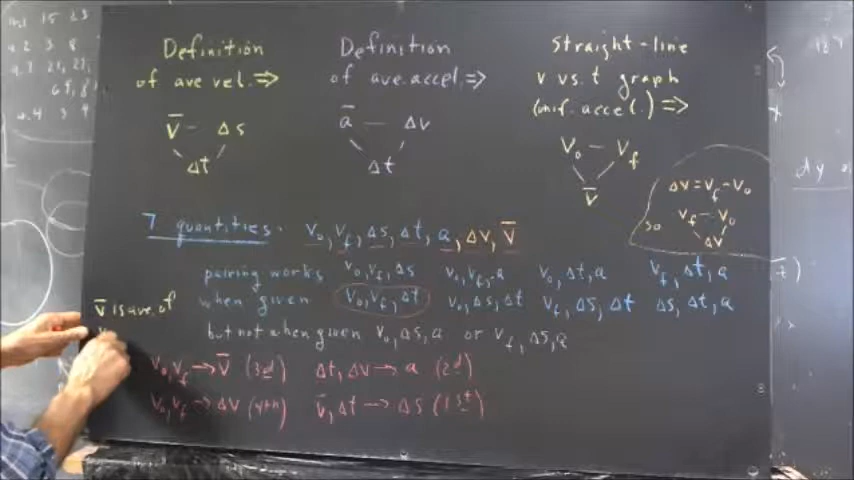 Definition
of ave vel. ⇒
v̄ — Δs
Δt
Definition
of ave. accel. ⇒
ā — Δv
Δt
Straight-line
v vs. t graph
(unif. accel.) ⇒
V₀ — V_f
v̄
Δv = v_f - v₀
so
v_f — v₀
Δv
7 quantities: v₀, v_f, Δs, Δt, a, Δv, v̄
pairing works v₀, v_f, Δs v₀, v_f, a v₀, Δt, a v_f, Δt, a
when given v₀, v_f, Δt v₀, Δs, Δt v_f, Δs, Δt Δs, Δt, a
but not when given v₀, Δs, a or v_f, Δs, a
v̄ is ave. of
v₀, v_f → v̄ (3d) Δt, Δv → a (2d)
v₀, v_f → Δv (4th) v̄, Δt → Δs (1st)
dy